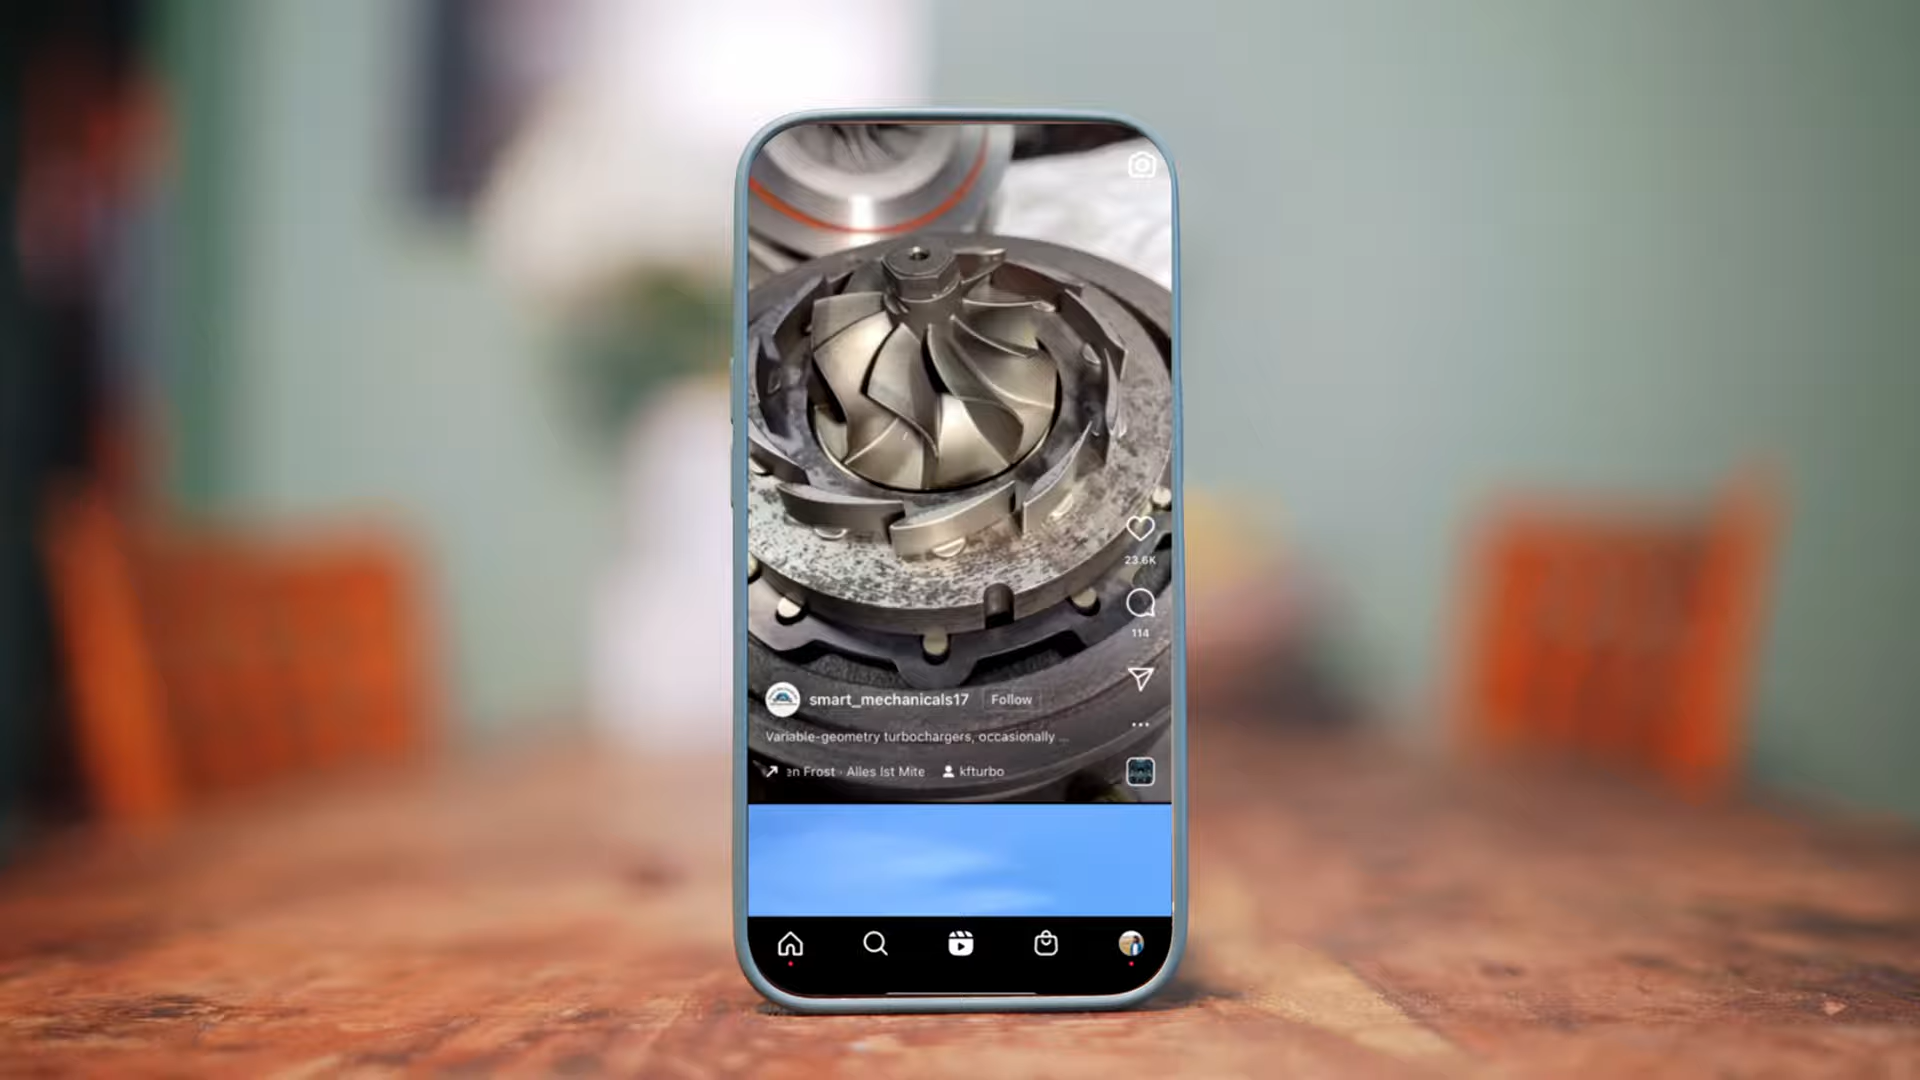 23.6K
114
smart_mechanicals17 Follow
Variable-geometry turbochargers, occasionally ...
en Frost · Alles Ist Mite kfturbo